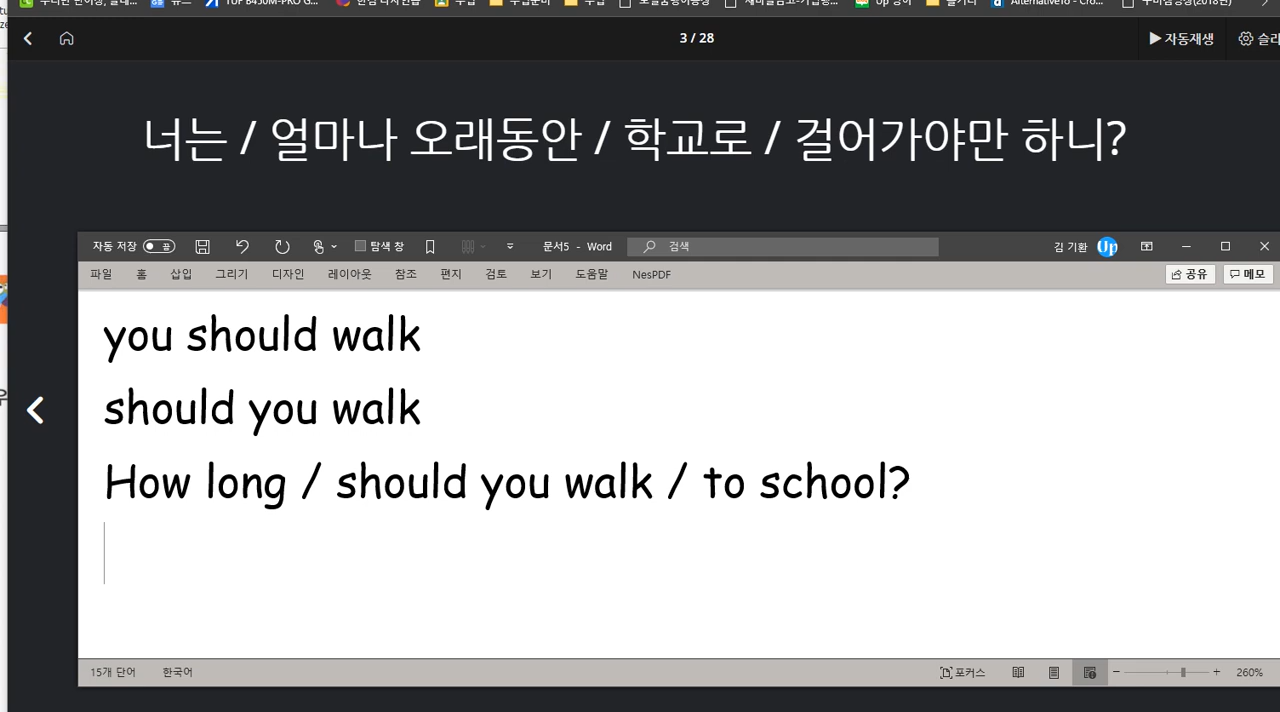 3 / 28
▶ 자동재생
너는 / 얼마나 오래동안 / 학교로 / 걸어가야만 하니?
자동 저장 끔 탐색 창 문서5 - Word 검색 김 기환 Up
파일 홈 삽입 그리기 디자인 레이아웃 참조 편지 검토 보기 도움말 NesPDF 공유 메모
you should walk
should you walk
How long / should you walk / to school?
15개 단어 한국어 포커스 260%